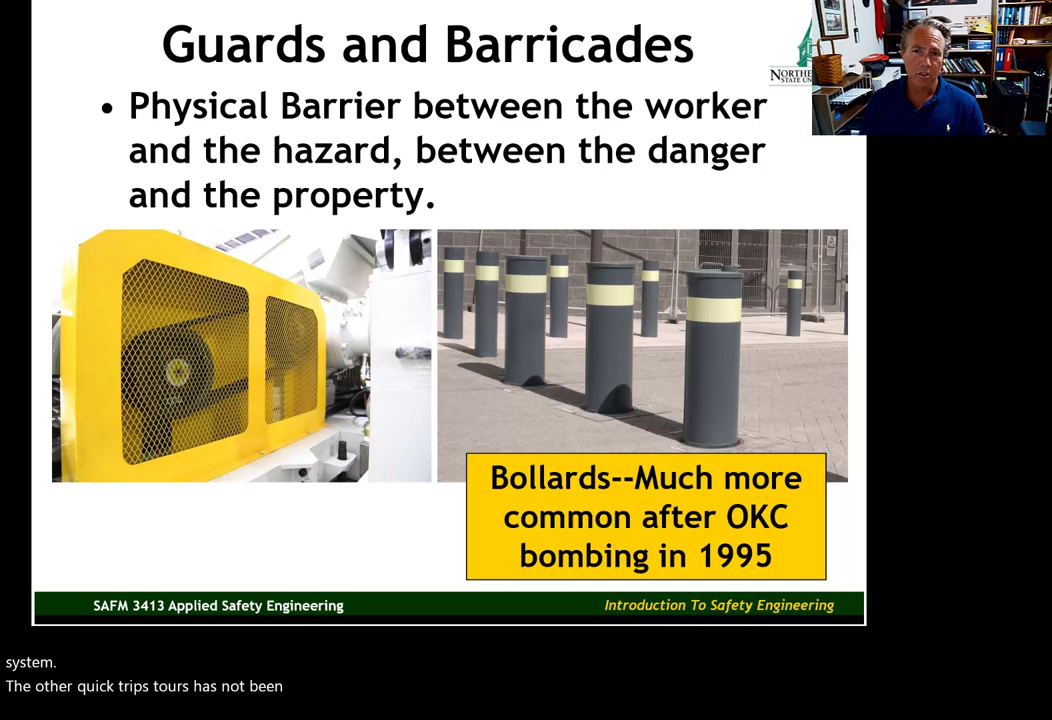 Guards and Barricades
• Physical Barrier between the worker
and the hazard, between the danger
and the property.
Bollards--Much more
common after OKC
bombing in 1995
SAFM 3413 Applied Safety Engineering
Introduction To Safety Engineering
system.
The other quick trips tours has not been